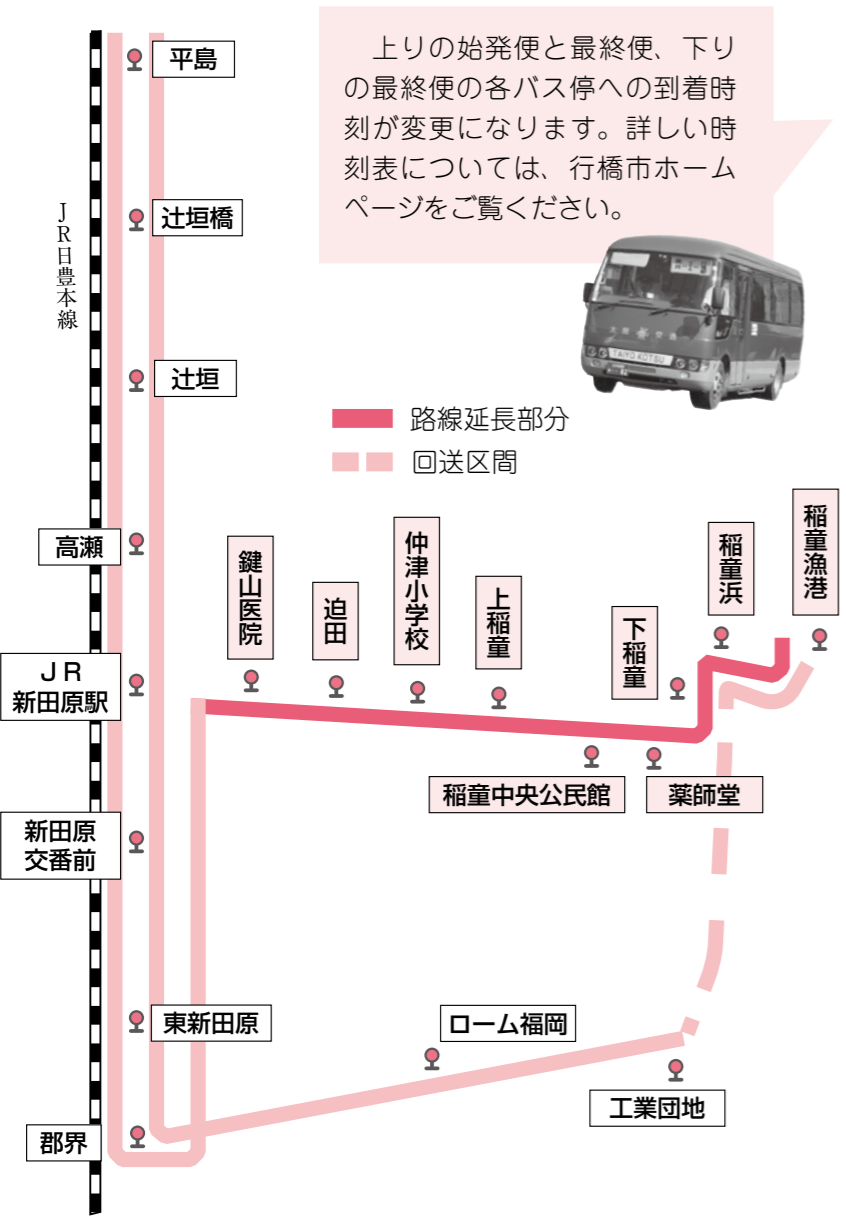 上りの始発便と最終便、下り
の最終便の各バス停への到着時
刻が変更になります。詳しい時
刻表については、行橋市ホーム
ページをご覧ください。
TAIYO KOTSU
路線延長部分
回送区間
JR日豊本線
平島
辻垣橋
辻垣
高瀬
JR
新田原駅
新田原
交番前
東新田原
郡界
鍵山医院
迫田
仲津小学校
上稲童
下稲童
稲童浜
稲童漁港
稲童中央公民館
薬師堂
ローム福岡
工業団地